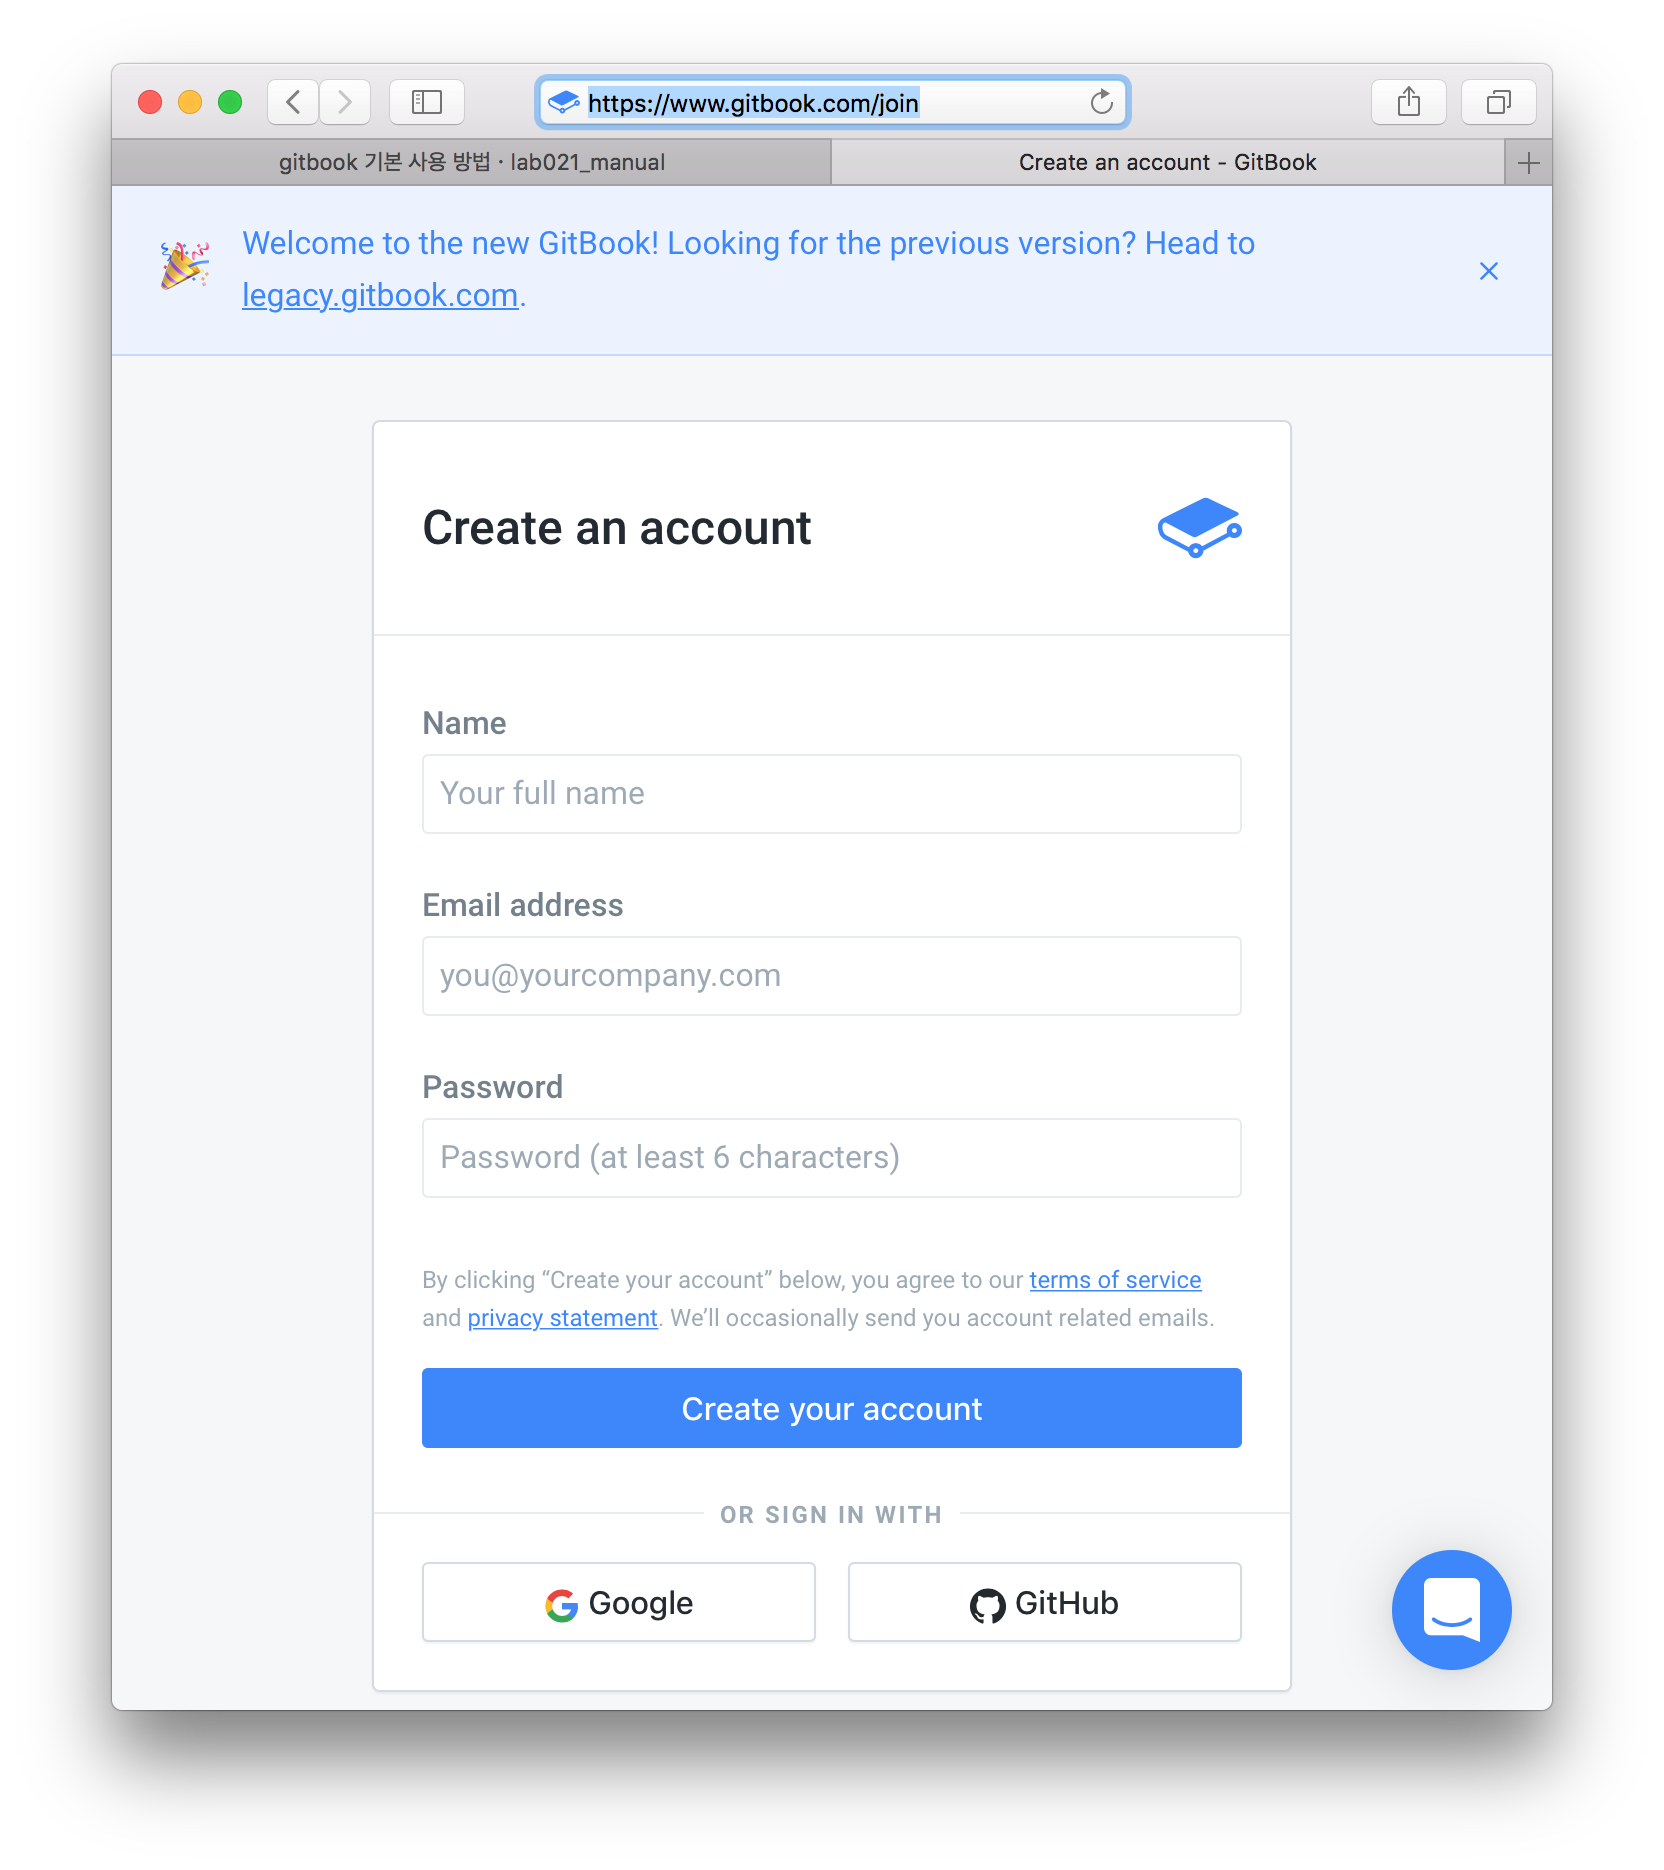 https://www.gitbook.com/join
gitbook 기본 사용 방법 · lab021_manual
Create an account - GitBook
Welcome to the new GitBook! Looking for the previous version? Head to
legacy.gitbook.com.
Create an account
Name
Your full name
Email address
you@yourcompany.com
Password
Password (at least 6 characters)
By clicking “Create your account” below, you agree to our terms of service
and privacy statement. We’ll occasionally send you account related emails.
Create your account
OR SIGN IN WITH
Google
GitHub